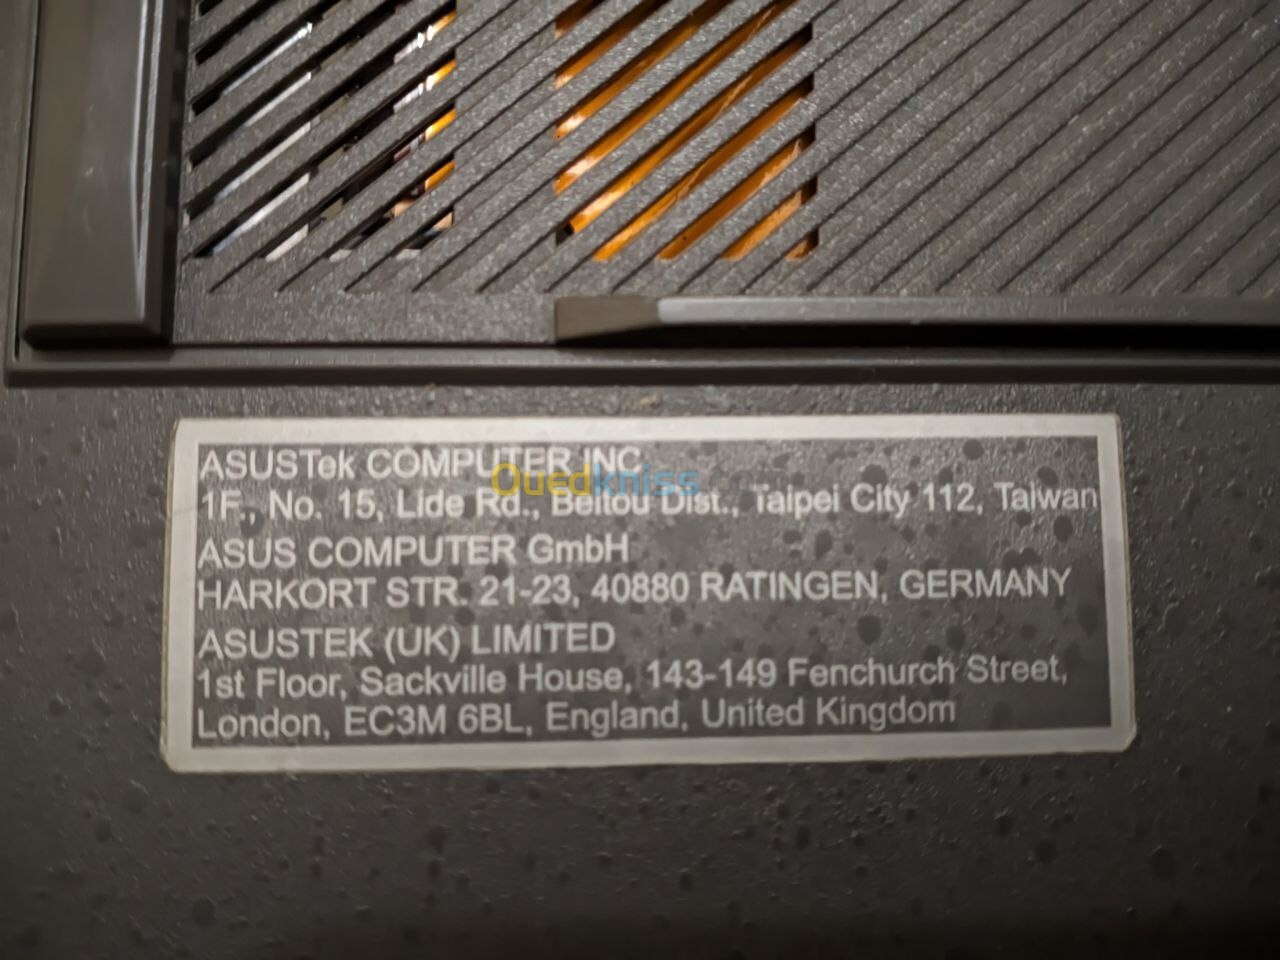 ASUSTek COMPUTER INC.
1F., No. 15, Lide Rd., Beitou Dist., Taipei City 112, Taiwan
ASUS COMPUTER GmbH
HARKORT STR. 21-23, 40880 RATINGEN, GERMANY
ASUSTEK (UK) LIMITED
1st Floor, Sackville House, 143-149 Fenchurch Street,
London, EC3M 6BL, England, United Kingdom
Ouedkniss.com